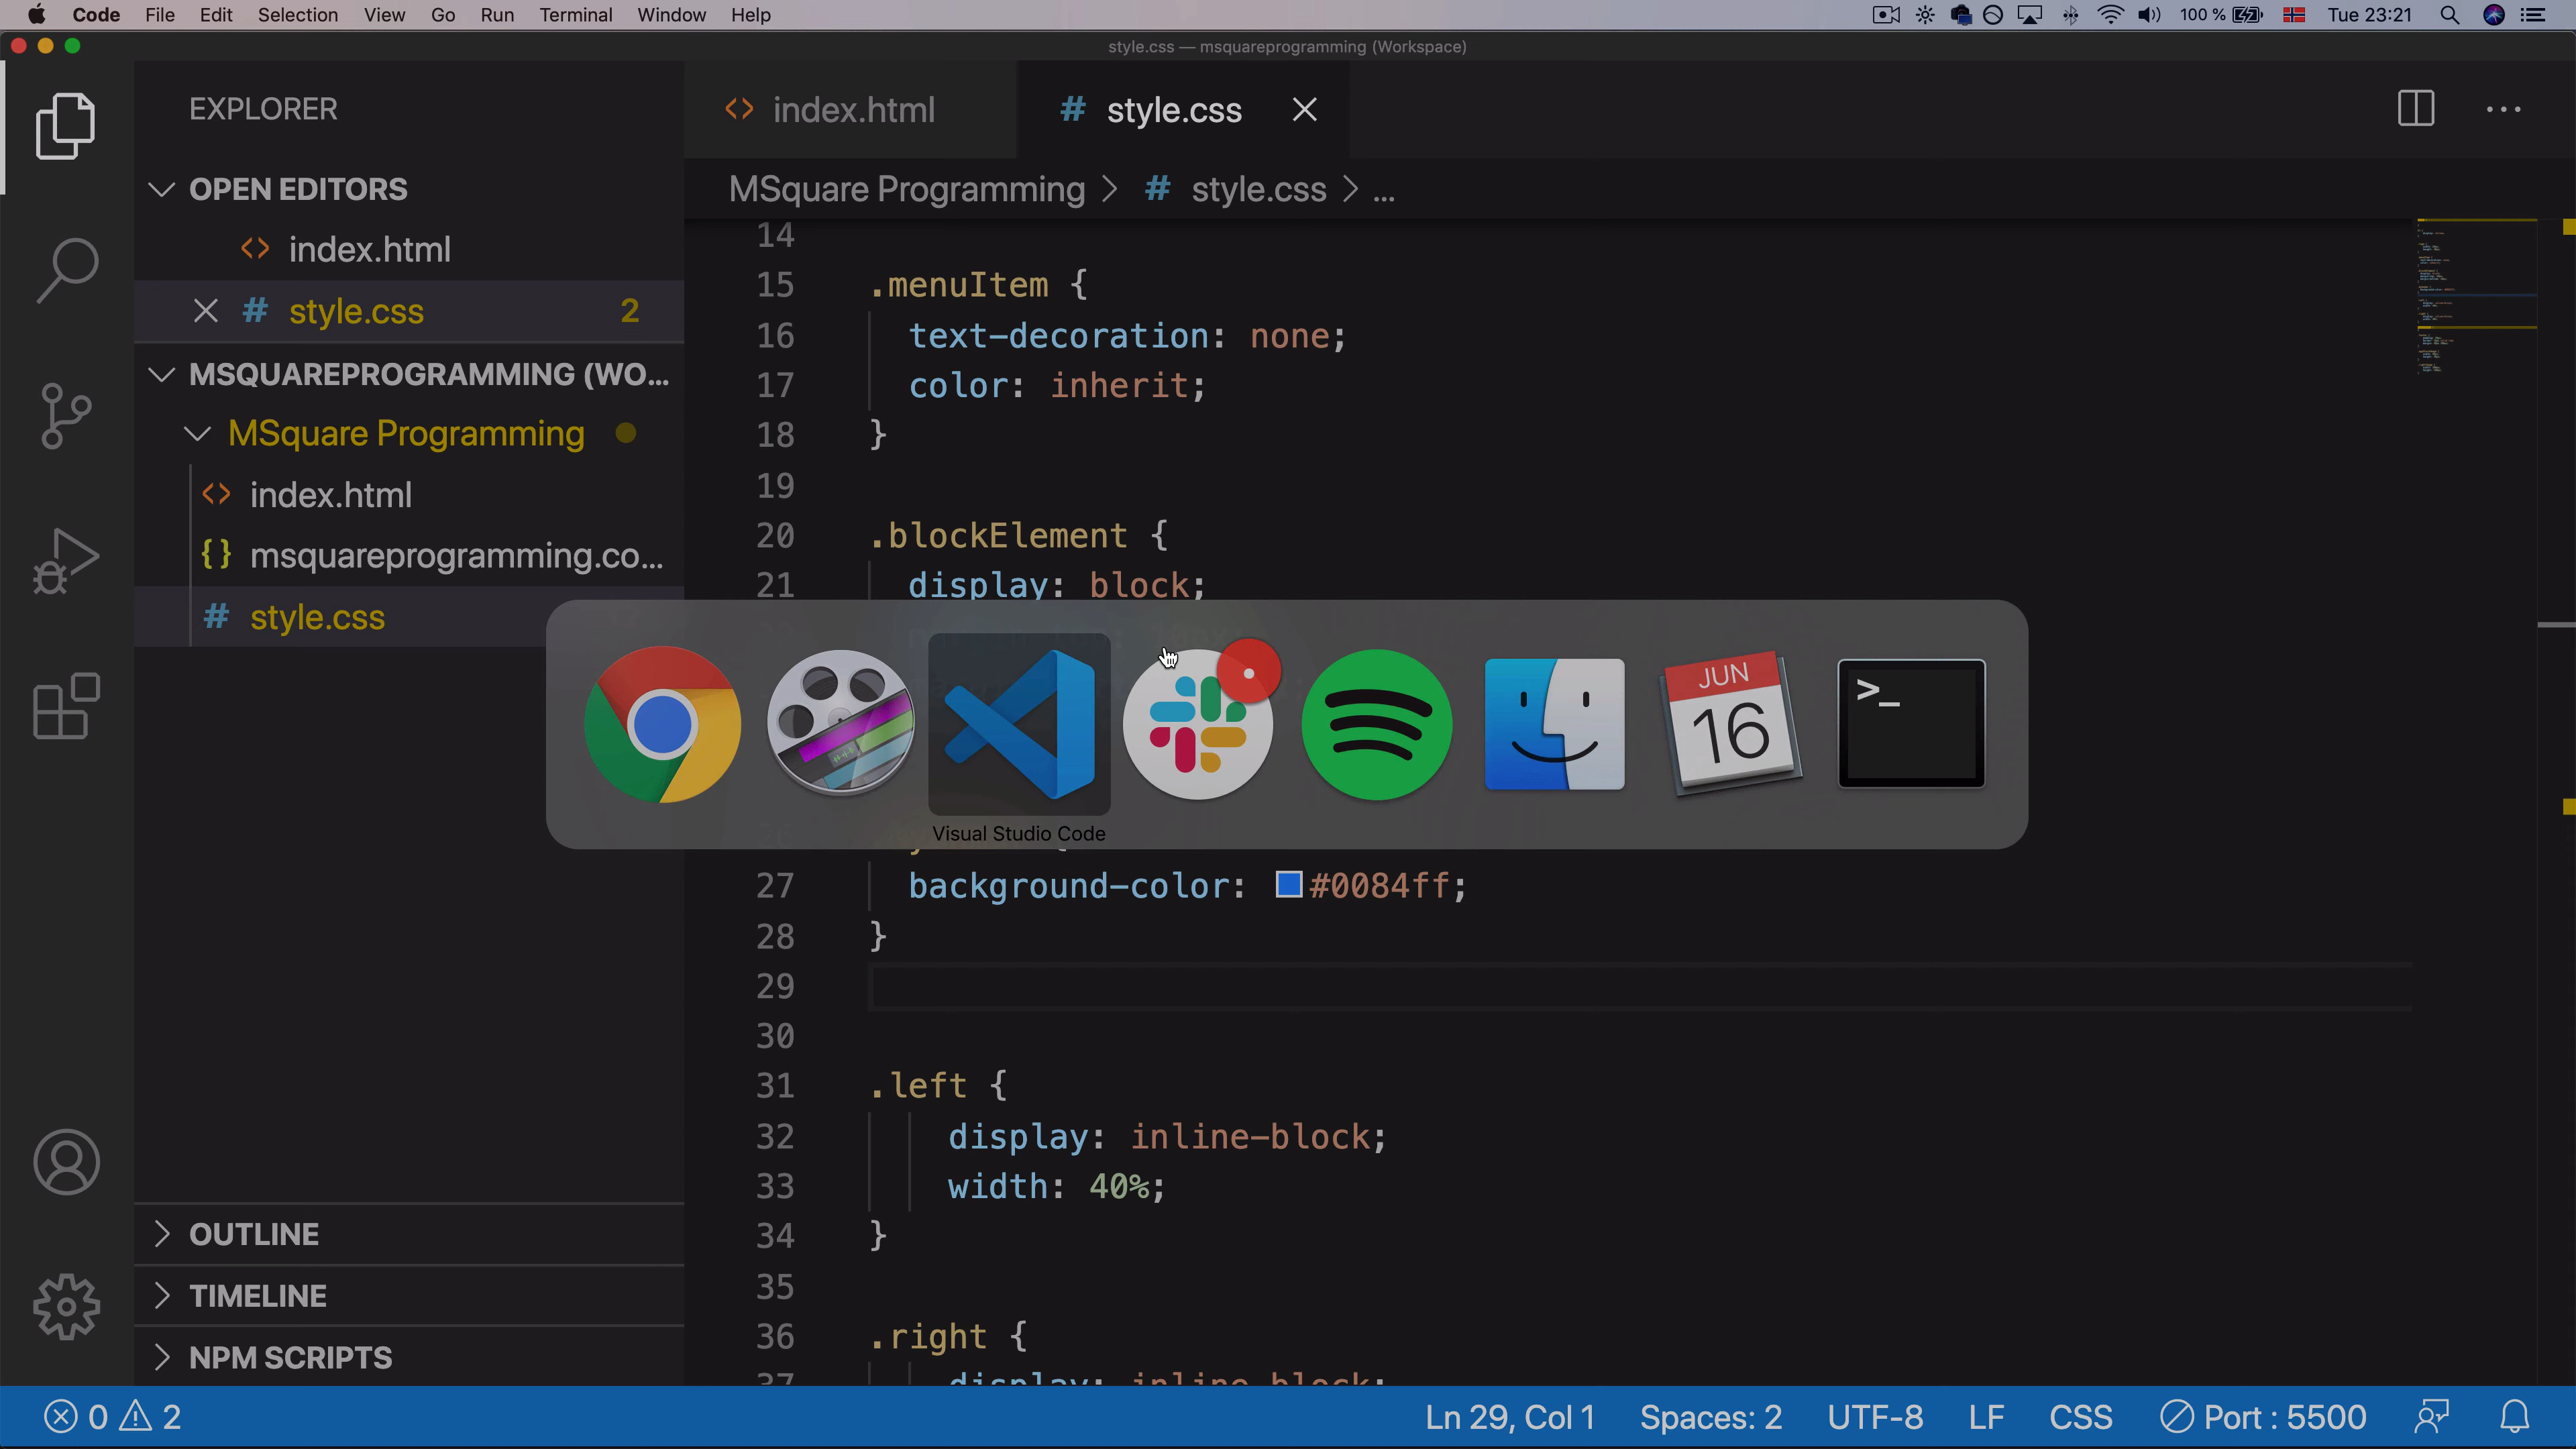 Code File Edit Selection View Go Run Terminal Window Help 100 % Tue 23:21
style.css — msquareprogramming (Workspace)
EXPLORER
OPEN EDITORS
index.html
style.css 2
MSQUAREPROGRAMMING (WO...
MSquare Programming
index.html
{} msquareprogramming.co...
# style.css
OUTLINE
TIMELINE
NPM SCRIPTS
<> index.html
# style.css
MSquare Programming > # style.css > ...
14
15 .menuItem {
16 text-decoration: none;
17 color: inherit;
18 }
19
20 .blockElement {
21 display: block;
JUN
16
>_
Visual Studio Code
27 background-color: #0084ff;
28 }
29
30
31 .left {
32 display: inline-block;
33 width: 40%;
34 }
35
36 .right {
37 display: inline-block;
0 2 Ln 29, Col 1 Spaces: 2 UTF-8 LF CSS Port : 5500